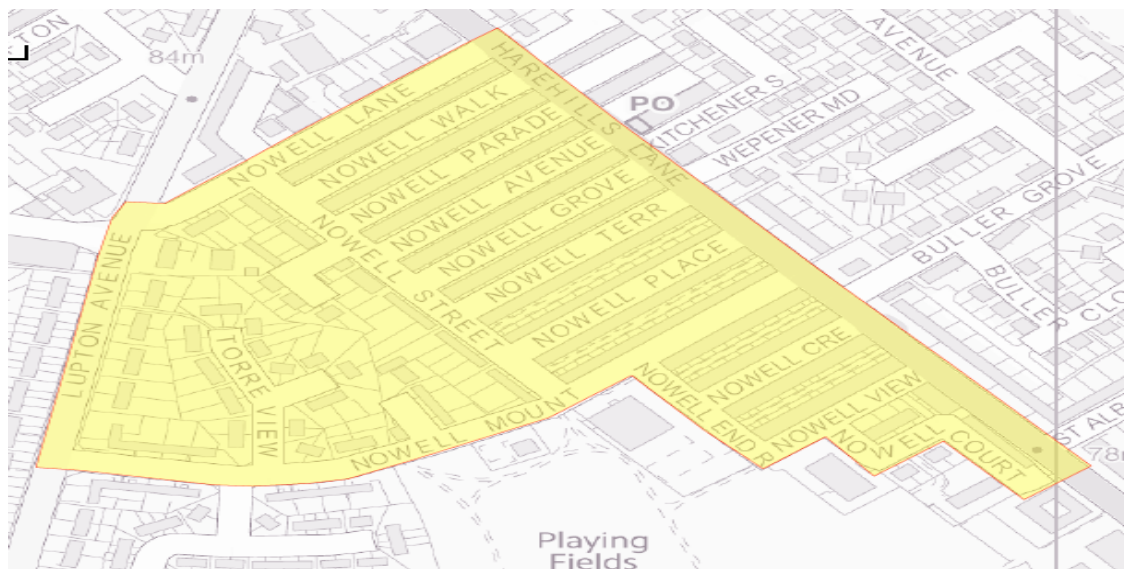 84m
AVENUE
NOWELL LANE
HAREHILLS LANE
NOWELL WALK
PO
KITCHENER S
NOWELL PARADE
WEPENER MD
NOWELL AVENUE
NOWELL GROVE
BULLER GROVE
NOWELL STREET
NOWELL TERR
LUPTON AVENUE
NOWELL PLACE
BULLER
CLO
TORRE VIEW
NOWELL CRE
NOWELL MOUNT
NOWELL END R
NOWELL VIEW
NOWELL COURT
ST ALB
78m
Playing
Fields